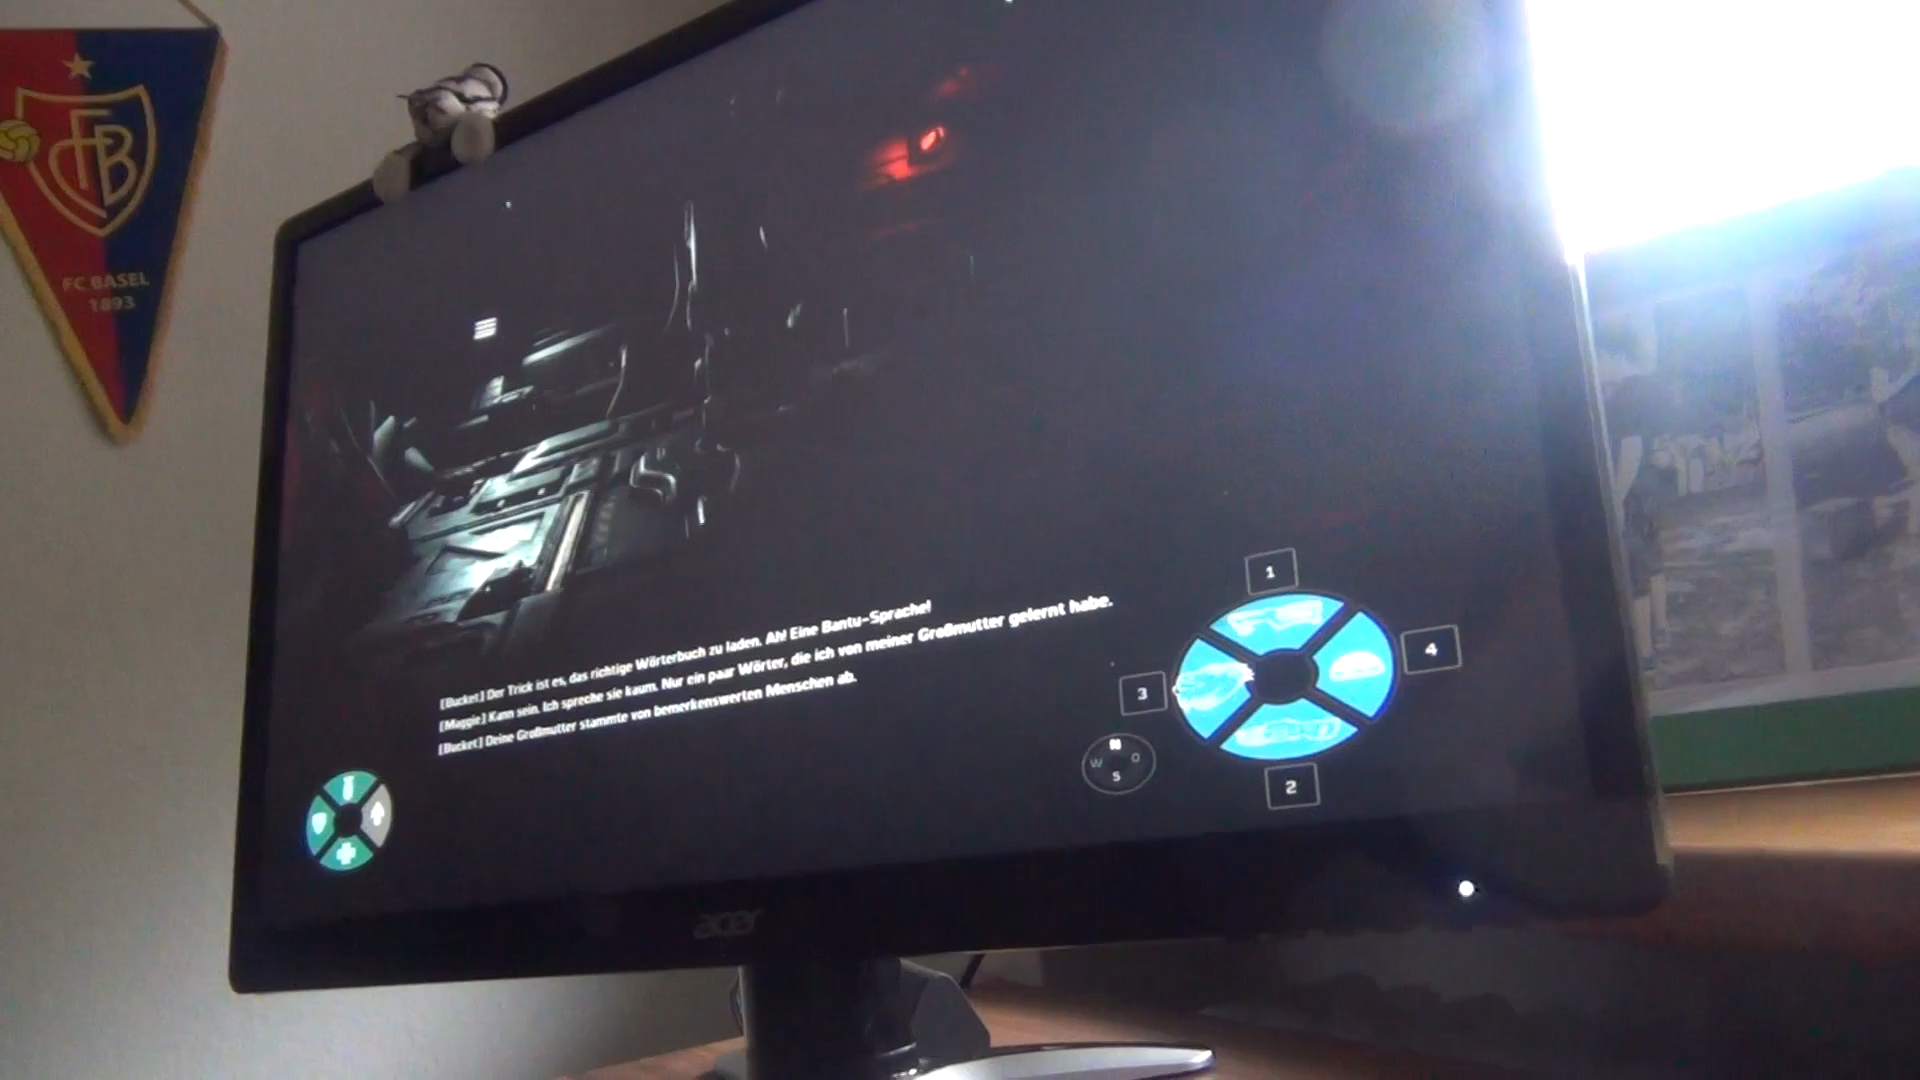 FCB
FC BASEL
1893
[Bucket] Der Trick ist es, das richtige Wörterbuch zu laden. Ah! Eine Bantu-Sprache!
[Maggie] Kann sein. Ich spreche sie kaum. Nur ein paar Wörter, die ich von meiner Großmutter gelernt habe.
[Bucket] Deine Großmutter stammte von bemerkenswerten Menschen ab.
1
4
3
2
N
W O
S
acer